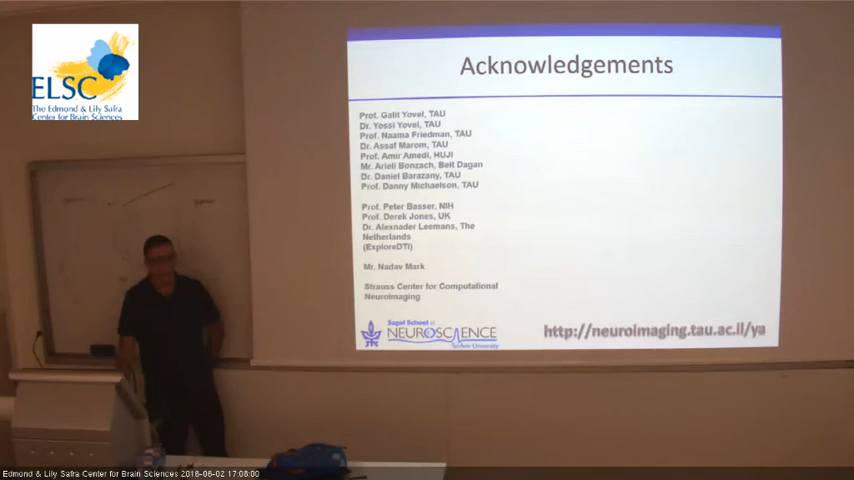 ELSC
The Edmond & Lily Safra
Center for Brain Sciences
Acknowledgements
Prof. Galit Yovel, TAU
Dr. Yossi Yovel, TAU
Prof. Naama Friedman, TAU
Dr. Assaf Marom, TAU
Prof. Amir Amedi, HUJI
Mr. Arieli Bonzach, Beit Dagan
Dr. Daniel Barazany, TAU
Prof. Danny Michaelson, TAU
Prof. Peter Basser, NIH
Prof. Derek Jones, UK
Dr. Alexnader Leemans, The
Netherlands
(ExploreDTI)
Mr. Nadav Mark
Strauss Center for Computational
Neuroimaging
Sagol School of
NEUROSCIENCE
Tel Aviv University
http://neuroimaging.tau.ac.il/ya
Edmond & Lily Safra Center for Brain Sciences 2016-06-02 17:08:00